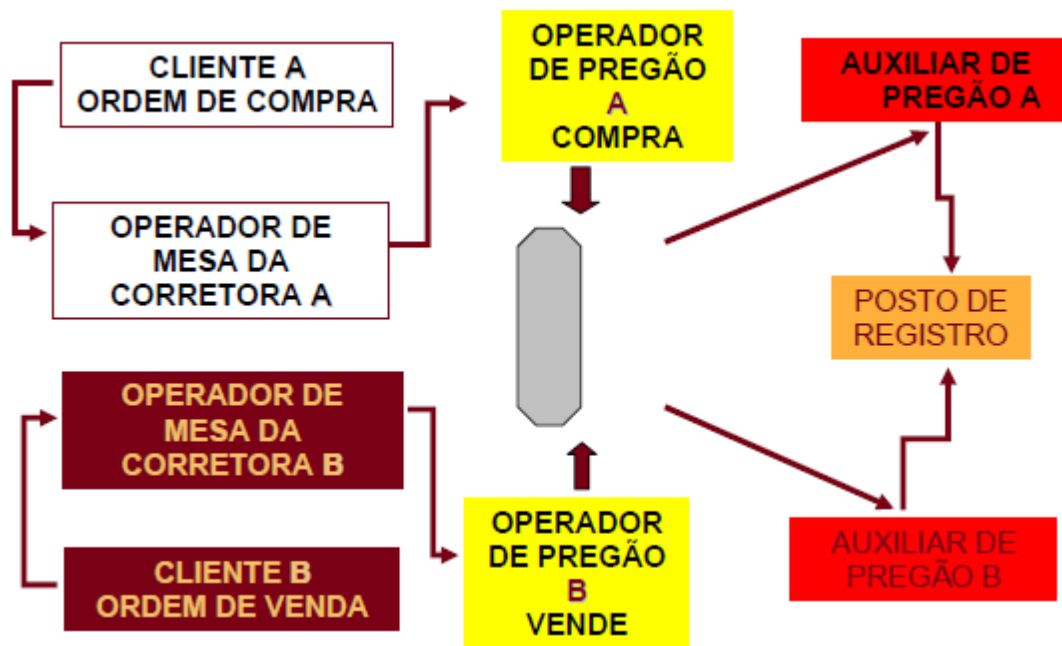 CLIENTE A
ORDEM DE COMPRA
OPERADOR DE
MESA DA
CORRETORA A
OPERADOR DE
MESA DA
CORRETORA B
CLIENTE B
ORDEM DE VENDA
OPERADOR
DE PREGÃO
A
COMPRA
OPERADOR
DE PREGÃO
B
VENDE
AUXILIAR DE
PREGÃO A
POSTO DE
REGISTRO
AUXILIAR DE
PREGÃO B